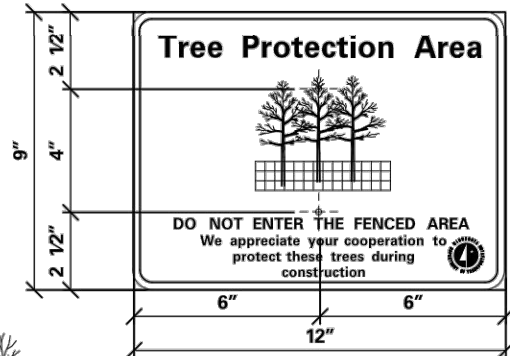 Tree Protection Area
2 1/2"
4"
9"
2 1/2"
DO NOT ENTER THE FENCED AREA
We appreciate your cooperation to
protect these trees during
construction
6"
6"
12"